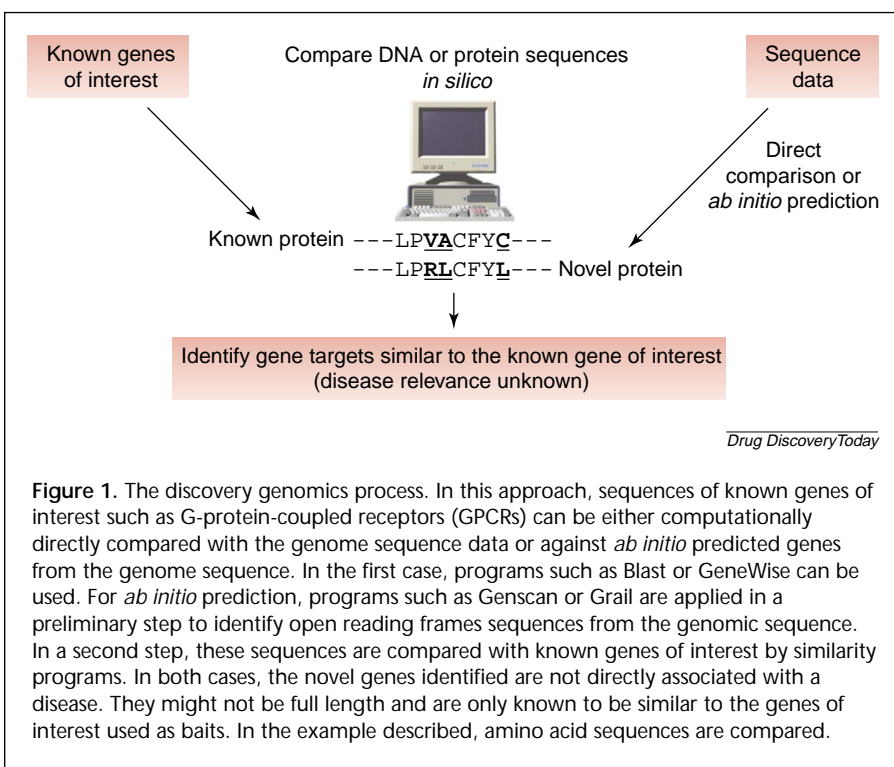 Known genes
of interest
Compare DNA or protein sequences
in silico
Sequence
data
Direct
comparison or
ab initio prediction
Known protein ---LPVACFYC---
---LPRLCFYL--- Novel protein
Identify gene targets similar to the known gene of interest
(disease relevance unknown)
Drug Discovery Today
Figure 1. The discovery genomics process. In this approach, sequences of known genes of
interest such as G-protein-coupled receptors (GPCRs) can be either computationally
directly compared with the genome sequence data or against ab initio predicted genes
from the genome sequence. In the first case, programs such as Blast or GeneWise can be
used. For ab initio prediction, programs such as Genscan or Grail are applied in a
preliminary step to identify open reading frames sequences from the genomic sequence.
In a second step, these sequences are compared with known genes of interest by similarity
programs. In both cases, the novel genes identified are not directly associated with a
disease. They might not be full length and are only known to be similar to the genes of
interest used as baits. In the example described, amino acid sequences are compared.